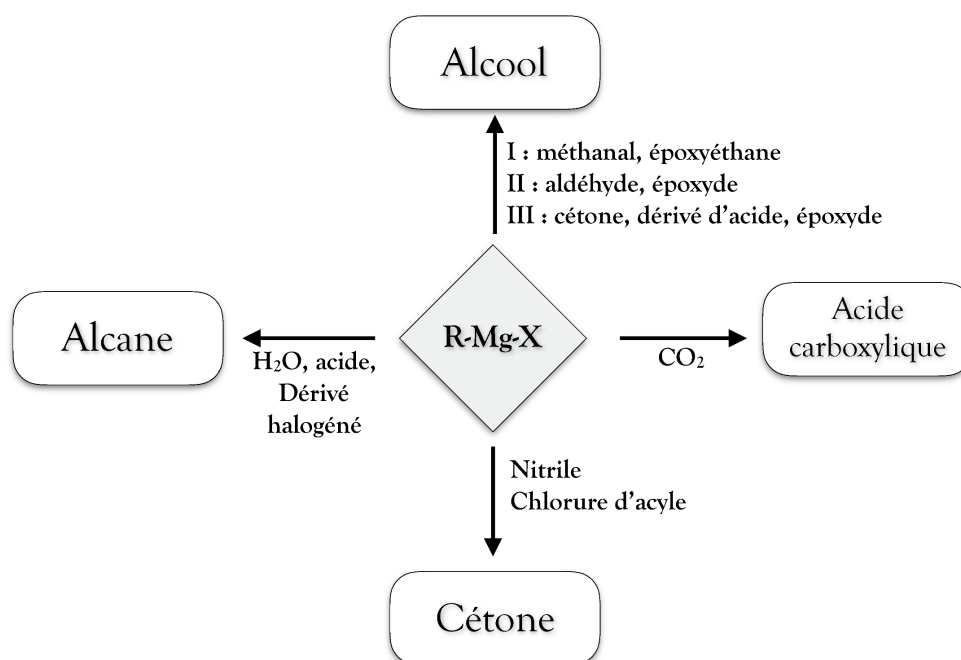 Alcool
I : méthanal, époxyéthane
II : aldéhyde, époxyde
III : cétone, dérivé d'acide, époxyde
Alcane
H₂O, acide,
Dérivé
halogéné
R-Mg-X
CO₂
Acide
carboxylique
Nitrile
Chlorure d'acyle
Cétone